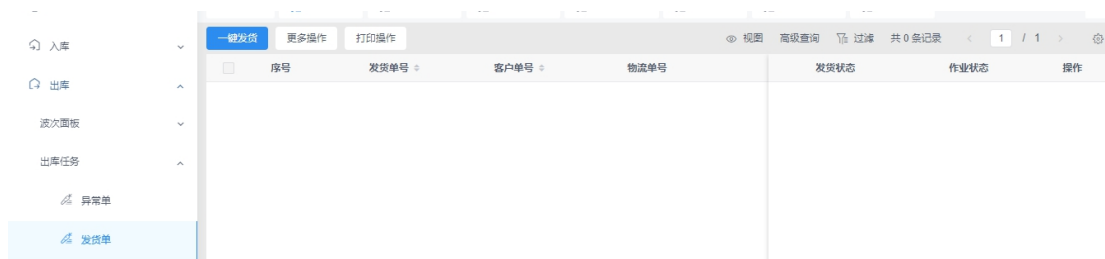 入库
一键发货 更多操作 打印操作 视图 高级查询 过滤 共 0 条记录 < 1 / 1 >
序号 发货单号 客户单号 物流单号 发货状态 作业状态 操作
出库
波次面板
出库任务
异常单
发货单